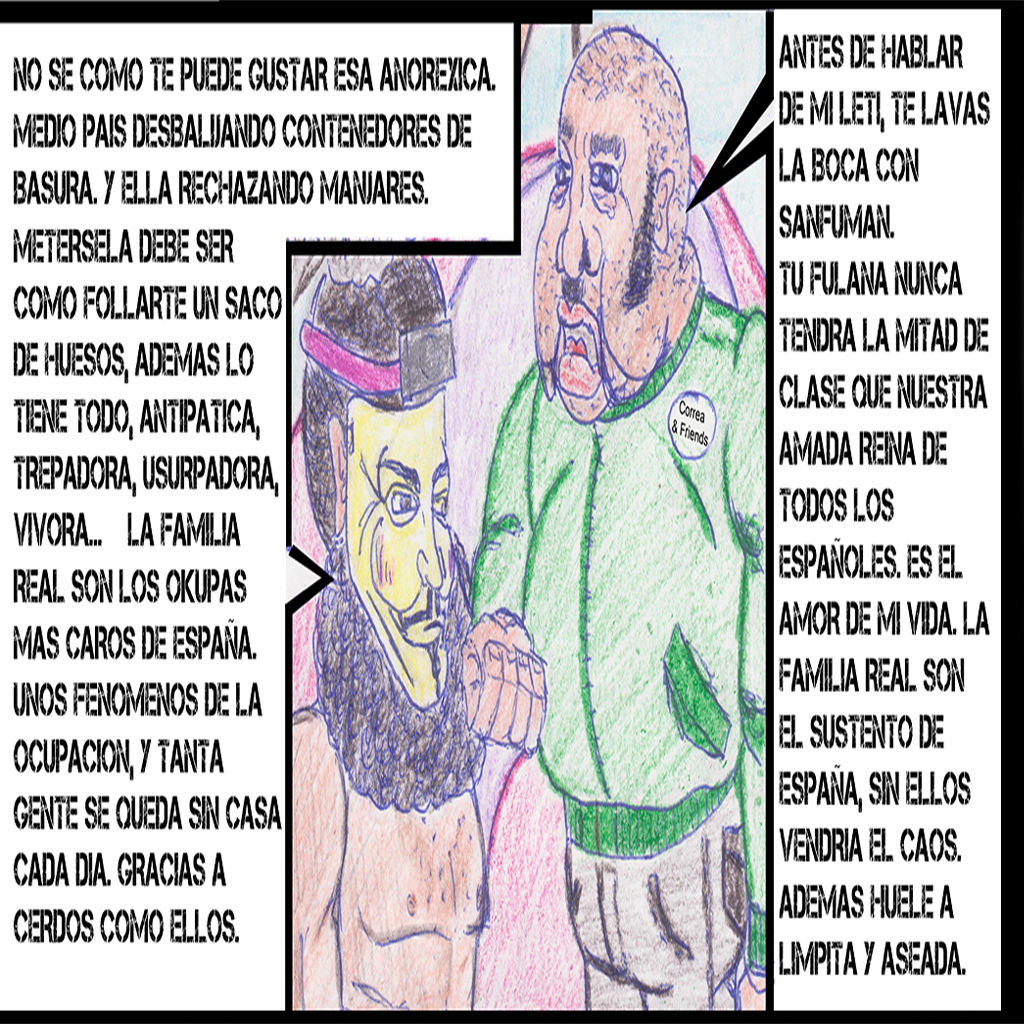 NO SE COMO TE PUEDE GUSTAR ESA ANOREXICA.
MEDIO PAIS DESBALIJANDO CONTENEDORES DE
BASURA. Y ELLA RECHAZANDO MANJARES.
METERSELA DEBE SER
COMO FOLLARTE UN SACO
DE HUESOS, ADEMAS LO
TIENE TODO, ANTIPATICA,
TREPADORA, USURPADORA,
VIVORA... LA FAMILIA
REAL SON LOS OKUPAS
MAS CAROS DE ESPAÑA.
UNOS FENOMENOS DE LA
OCUPACION, Y TANTA
GENTE SE QUEDA SIN CASA
CADA DIA. GRACIAS A
CERDOS COMO ELLOS.
ANTES DE HABLAR
DE MI LETI, TE LAVAS
LA BOCA CON
SANFUMAN.
TU FULANA NUNCA
TENDRA LA MITAD DE
CLASE QUE NUESTRA
AMADA REINA DE
TODOS LOS
ESPAÑOLES. ES EL
AMOR DE MI VIDA. LA
FAMILIA REAL SON
EL SUSTENTO DE
ESPAÑA, SIN ELLOS
VENDRIA EL CAOS.
ADEMAS HUELE A
LIMPITA Y ASEADA.
Correa
& Friends